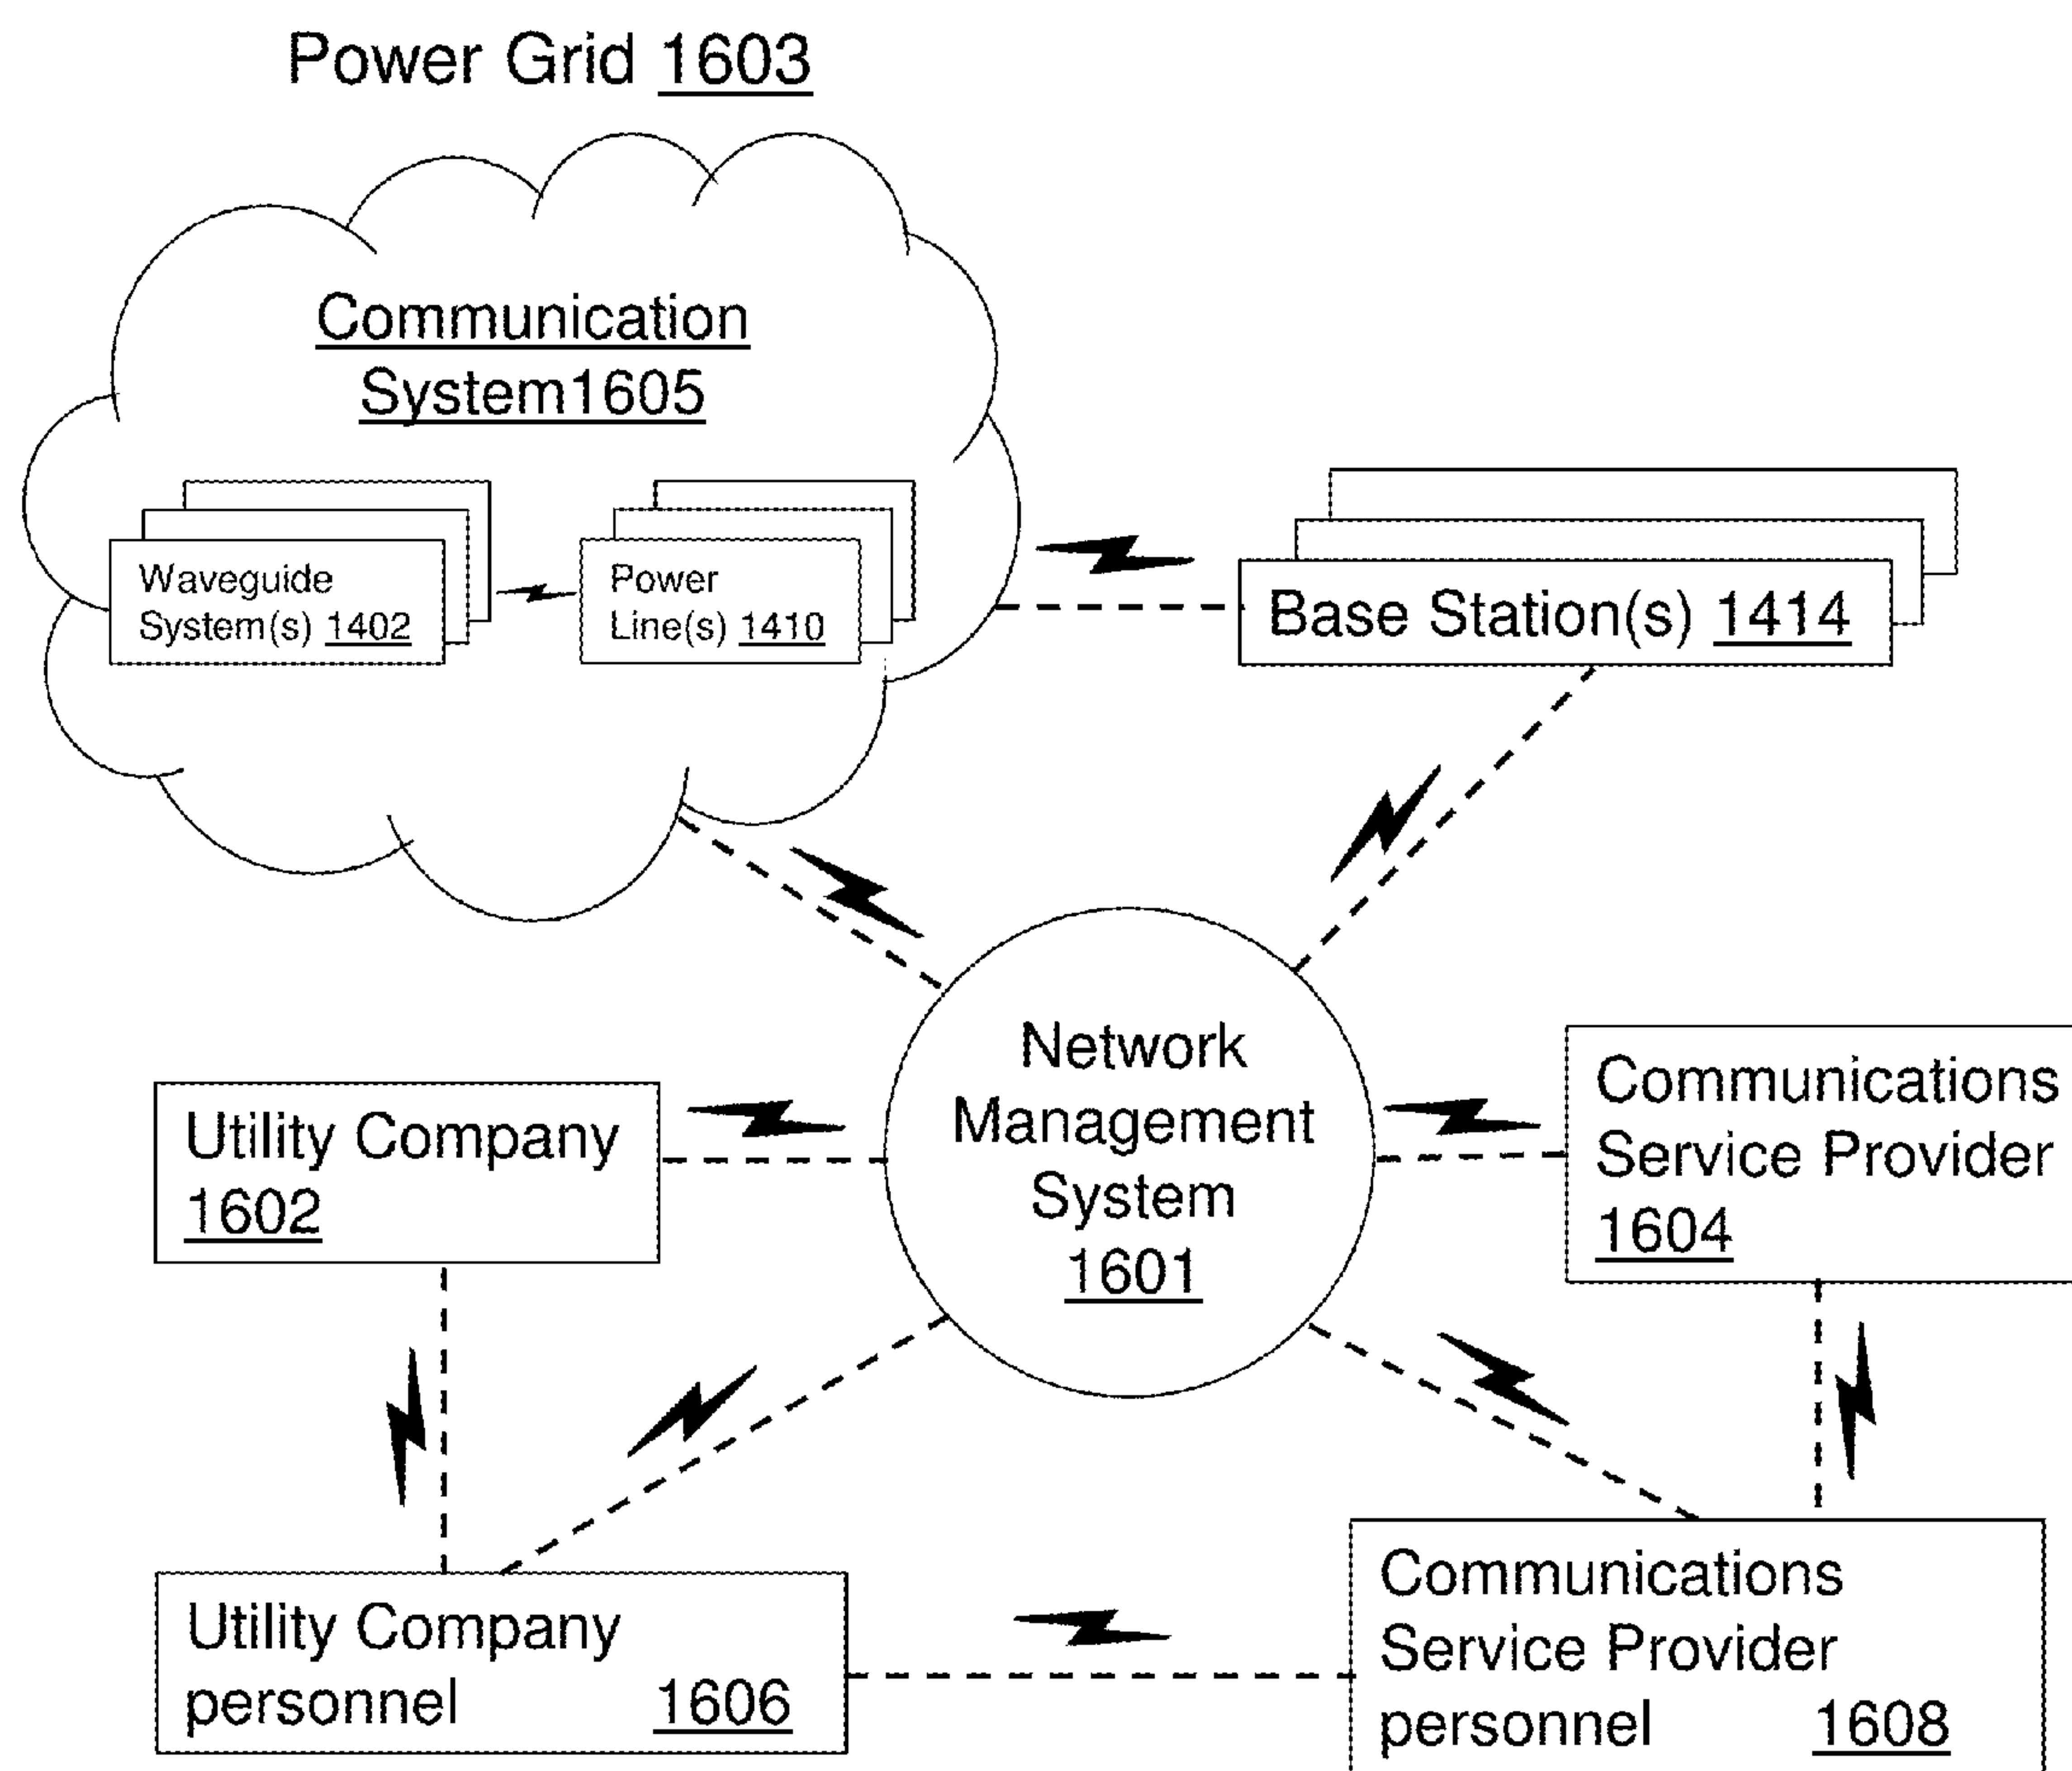 Power Grid 1603
Communication
System1605
Waveguide
System(s) 1402
Power
Line(s) 1410
Base Station(s) 1414
Network
Management
System
1601
Utility Company
1602
Communications
Service Provider
1604
Utility Company
personnel 1606
Communications
Service Provider
personnel 1608